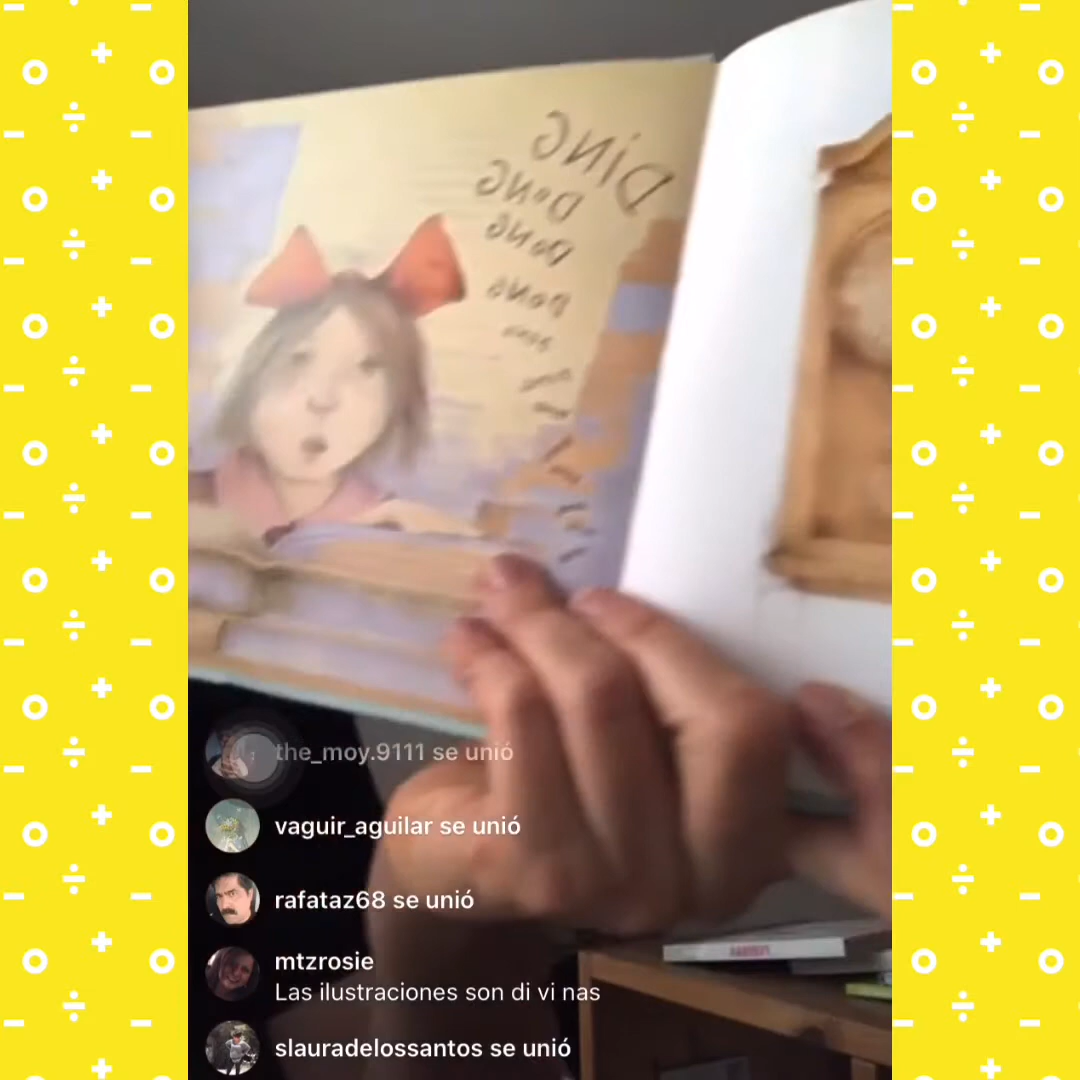 DiNG
DoNG
DoNG
DoNG
the_moy.9111 se unió
vaguir_aguilar se unió
rafataz68 se unió
mtzrosie
Las ilustraciones son di vi nas
slauradelossantos se unió